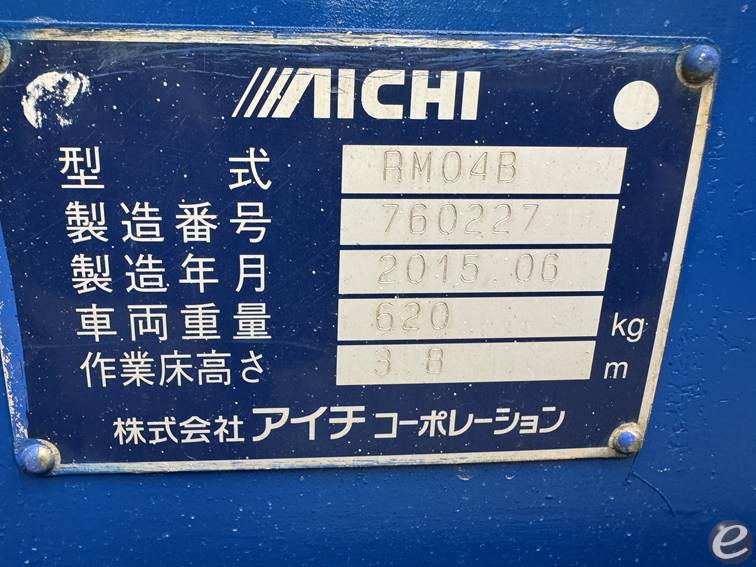 AICHI
型式 RM04B
製造番号 760227
製造年月 2015 06
車両重量 620 kg
作業床高さ 3 8 m
株式会社 アイチ コーポレーション
e